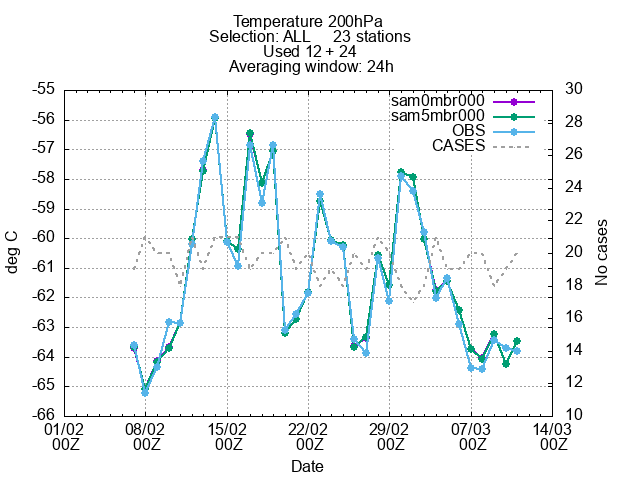 Temperature 200hPa
Selection: ALL 23 stations
Used 12 + 24
Averaging window: 24h
sam0mbr000
sam5mbr000
OBS
CASES
deg C
-55
-56
-57
-58
-59
-60
-61
-62
-63
-64
-65
-66
No cases
30
28
26
24
22
20
18
16
14
12
10
01/02 08/02 15/02 22/02 29/02 07/03 14/03
00Z 00Z 00Z 00Z 00Z 00Z 00Z
Date